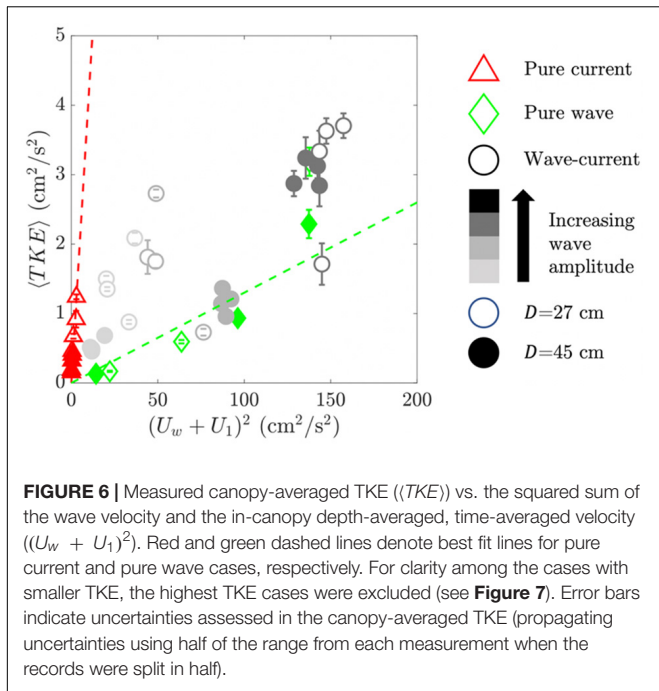 5
4
3
2
1
0
⟨TKE⟩ (cm²/s²)
0 50 100 150 200
(U_w + U_1)² (cm²/s²)
Pure current
Pure wave
Wave-current
Increasing
wave
amplitude
D=27 cm
D=45 cm
FIGURE 6 | Measured canopy-averaged TKE (⟨TKE⟩) vs. the squared sum of
the wave velocity and the in-canopy depth-averaged, time-averaged velocity
((U_w + U_1)²). Red and green dashed lines denote best fit lines for pure
current and pure wave cases, respectively. For clarity among the cases with
smaller TKE, the highest TKE cases were excluded (see Figure 7). Error bars
indicate uncertainties assessed in the canopy-averaged TKE (propagating
uncertainties using half of the range from each measurement when the
records were split in half).